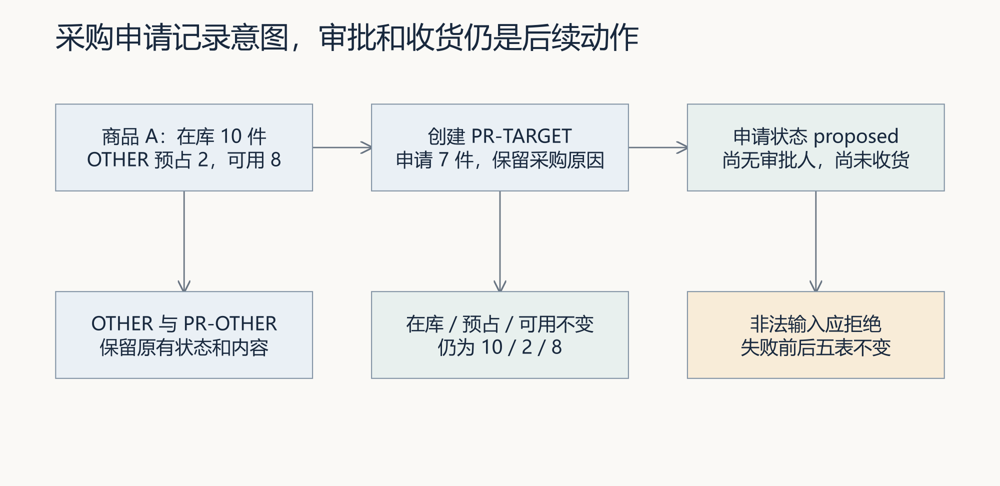 采购申请记录意图，审批和收货仍是后续动作
商品 A：在库 10 件
OTHER 预占 2，可用 8
创建 PR-TARGET
申请 7 件，保留采购原因
申请状态 proposed
尚无审批人，尚未收货
OTHER 与 PR-OTHER
保留原有状态和内容
在库 / 预占 / 可用不变
仍为 10 / 2 / 8
非法输入应拒绝
失败前后五表不变